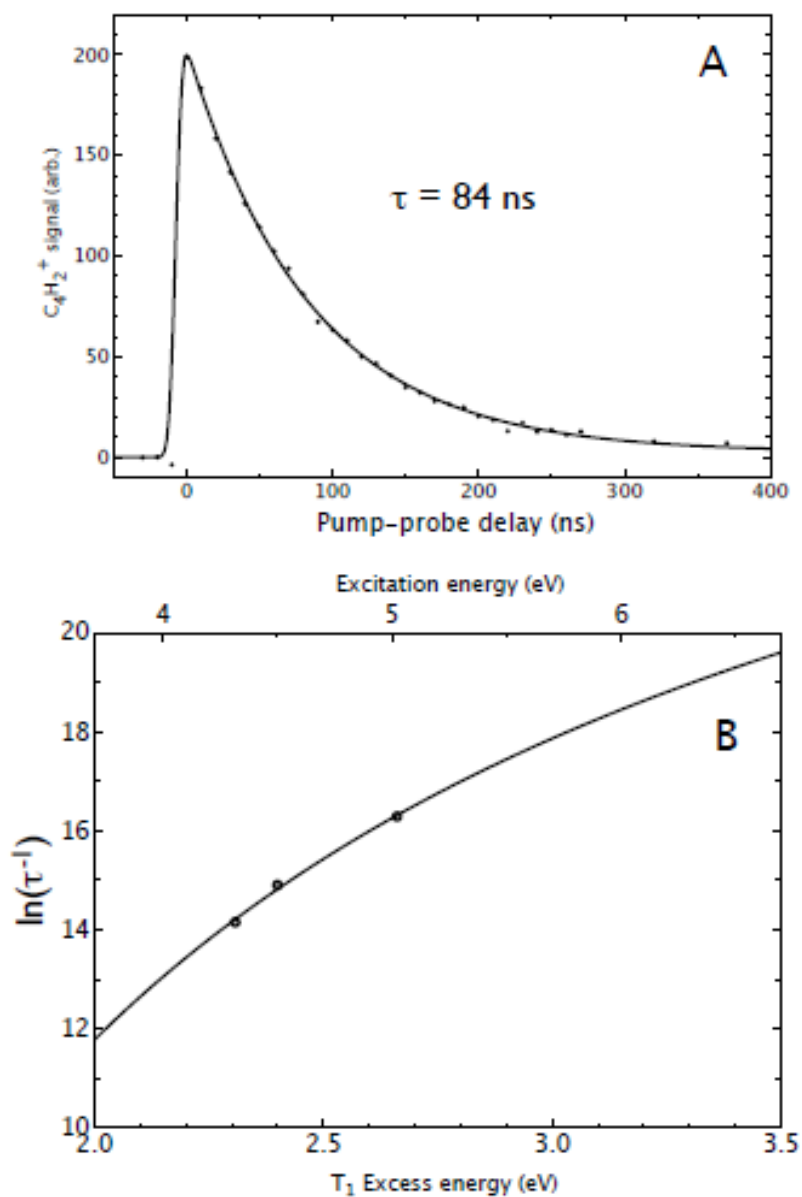 A
200
150
100
50
0
C₄H₂⁺ signal (arb.)
τ = 84 ns
0 100 200 300 400
Pump-probe delay (ns)
Excitation energy (eV)
4 5 6
B
20
18
16
14
12
10
ln(τ⁻¹)
2.0 2.5 3.0 3.5
T₁ Excess energy (eV)